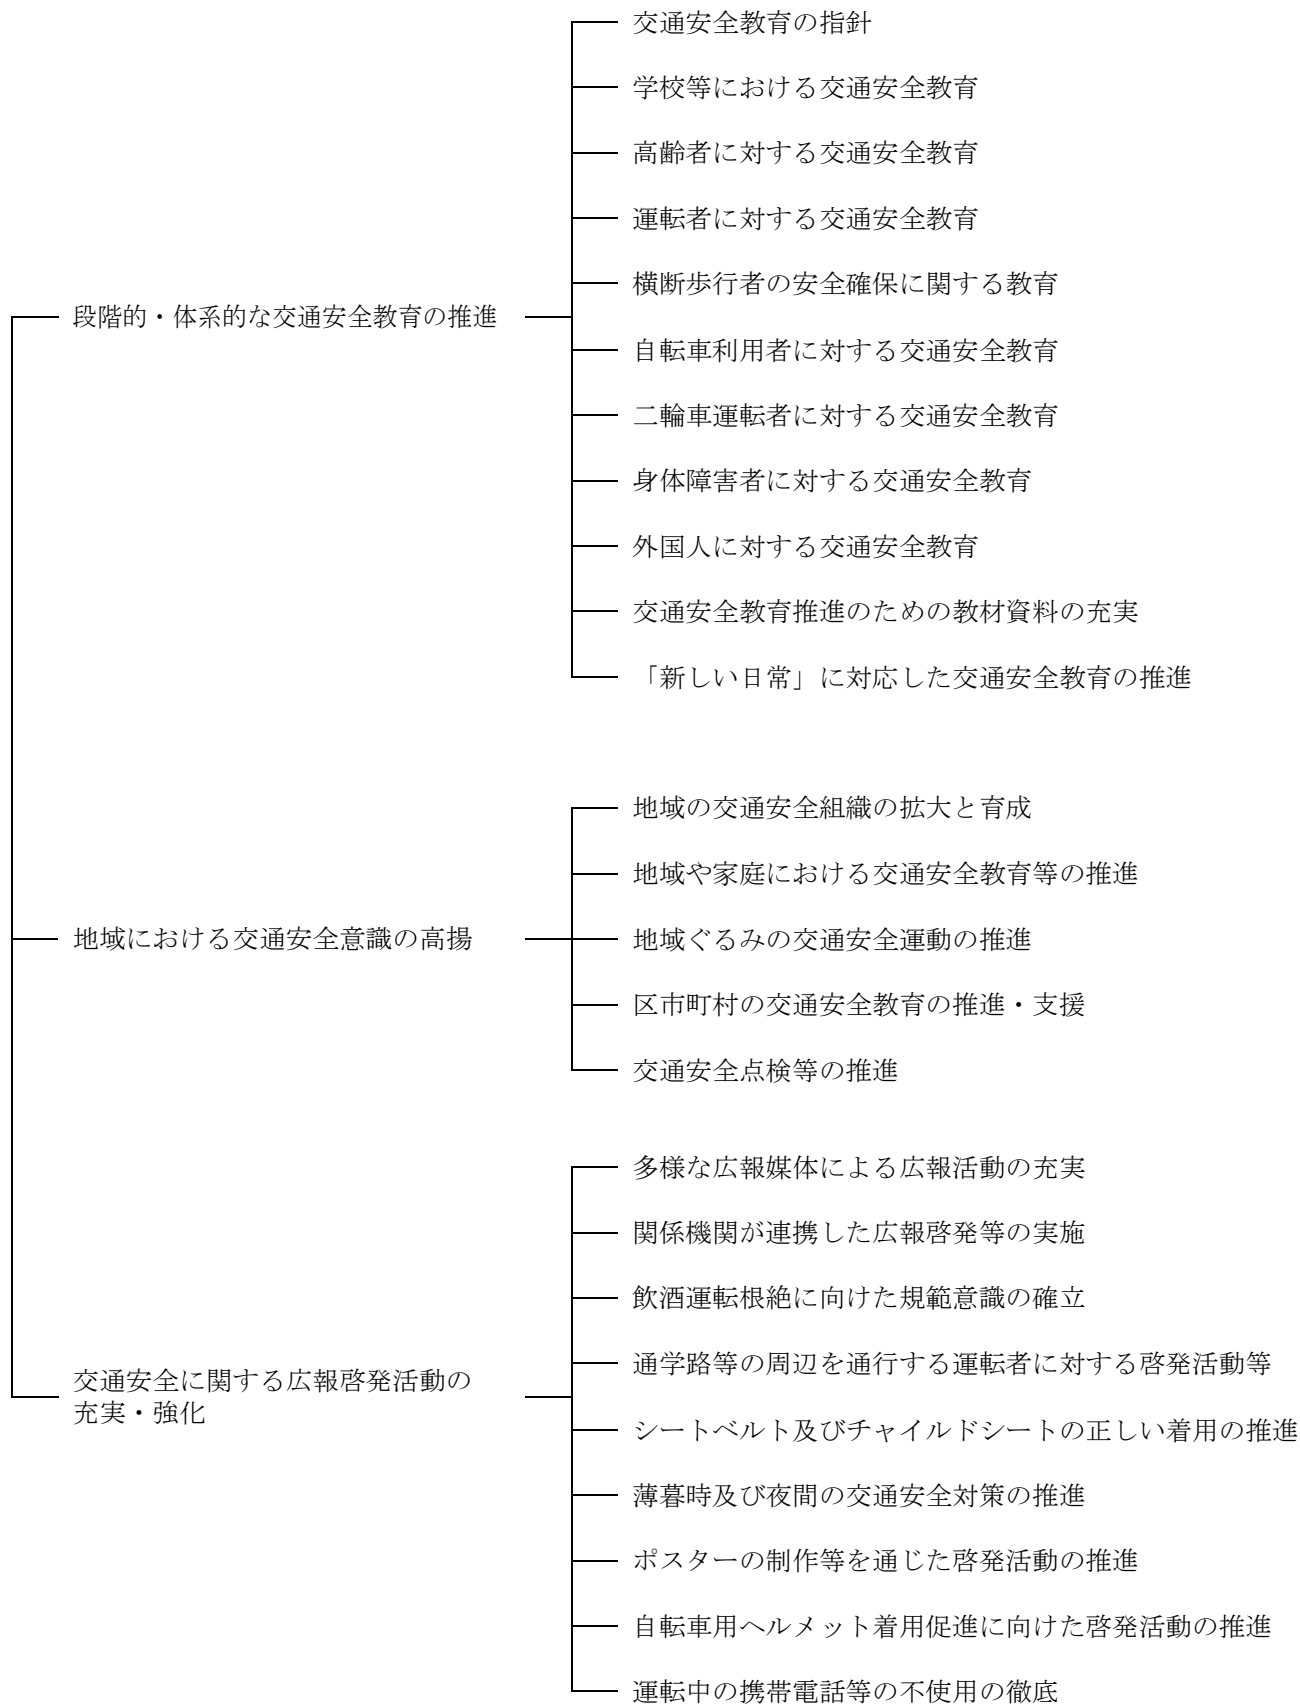 段階的・体系的な交通安全教育の推進
交通安全教育の指針
学校等における交通安全教育
高齢者に対する交通安全教育
運転者に対する交通安全教育
横断歩行者の安全確保に関する教育
自転車利用者に対する交通安全教育
二輪車運転者に対する交通安全教育
身体障害者に対する交通安全教育
外国人に対する交通安全教育
交通安全教育推進のための教材資料の充実
「新しい日常」に対応した交通安全教育の推進
地域における交通安全意識の高揚
地域の交通安全組織の拡大と育成
地域や家庭における交通安全教育等の推進
地域ぐるみの交通安全運動の推進
区市町村の交通安全教育の推進・支援
交通安全点検等の推進
交通安全に関する広報啓発活動の
充実・強化
多様な広報媒体による広報活動の充実
関係機関が連携した広報啓発等の実施
飲酒運転根絶に向けた規範意識の確立
通学路等の周辺を通行する運転者に対する啓発活動等
シートベルト及びチャイルドシートの正しい着用の推進
薄暮時及び夜間の交通安全対策の推進
ポスターの制作等を通じた啓発活動の推進
自転車用ヘルメット着用促進に向けた啓発活動の推進
運転中の携帯電話等の不使用の徹底